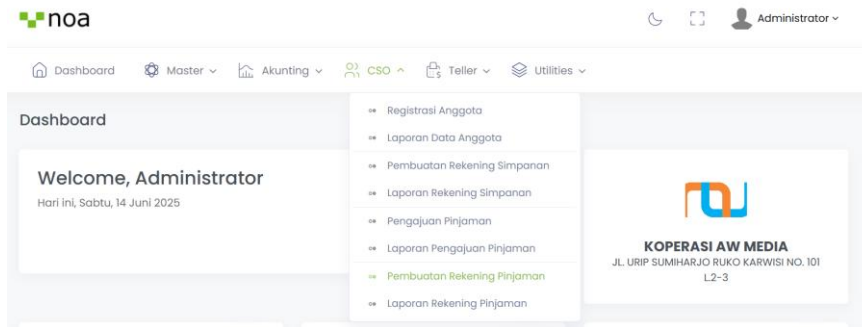 noa
Administrator
Dashboard Master Akunting CSO Teller Utilities
Dashboard
Registrasi Anggota
Laporan Data Anggota
Pembuatan Rekening Simpanan
Laporan Rekening Simpanan
Pengajuan Pinjaman
Laporan Pengajuan Pinjaman
Pembuatan Rekening Pinjaman
Laporan Rekening Pinjaman
Welcome, Administrator
Hari ini, Sabtu, 14 Juni 2025
KOPERASI AW MEDIA
JL. URIP SUMIHARJO RUKO KARWISI NO. 101
L.2-3